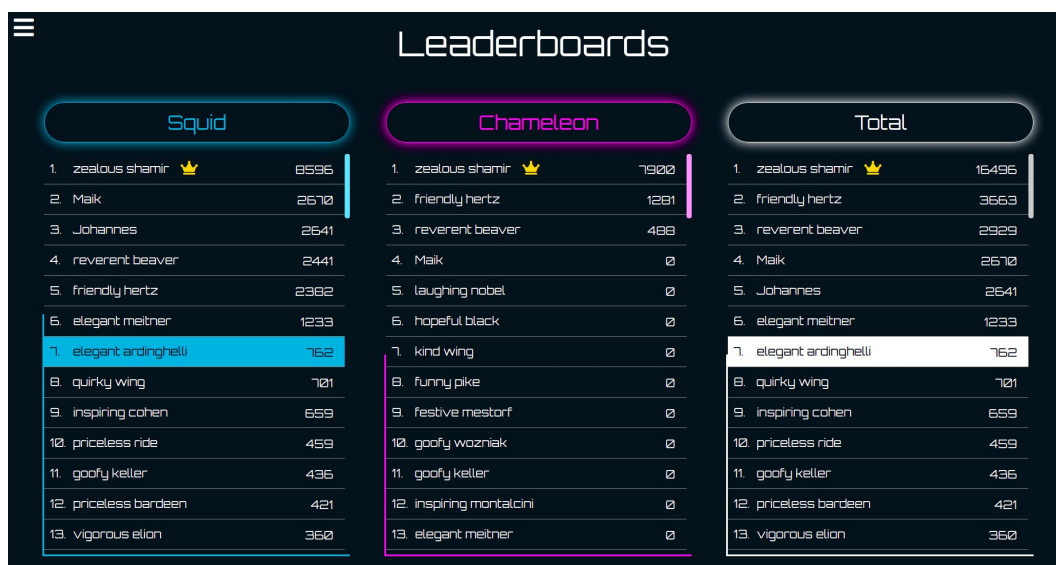 Leaderboards
Squid
1. zealous shamir 8596
2. Maik 2670
3. Johannes 2641
4. reverent beaver 2441
5. friendly hertz 2382
6. elegant meitner 1233
7. elegant ardinghelli 762
8. quirky wing 701
9. inspiring cohen 659
10. priceless ride 459
11. goofy keller 436
12. priceless bardeen 421
13. vigorous elion 360
Chameleon
1. zealous shamir 7900
2. friendly hertz 1281
3. reverent beaver 488
4. Maik 0
5. laughing nobel 0
6. hopeful black 0
7. kind wing 0
8. funny pike 0
9. festive mestorf 0
10. goofy wozniak 0
11. goofy keller 0
12. inspiring montalcini 0
13. elegant meitner 0
Total
1. zealous shamir 16496
2. friendly hertz 3663
3. reverent beaver 2929
4. Maik 2670
5. Johannes 2641
6. elegant meitner 1233
7. elegant ardinghelli 762
8. quirky wing 701
9. inspiring cohen 659
10. priceless ride 459
11. goofy keller 436
12. priceless bardeen 421
13. vigorous elion 360